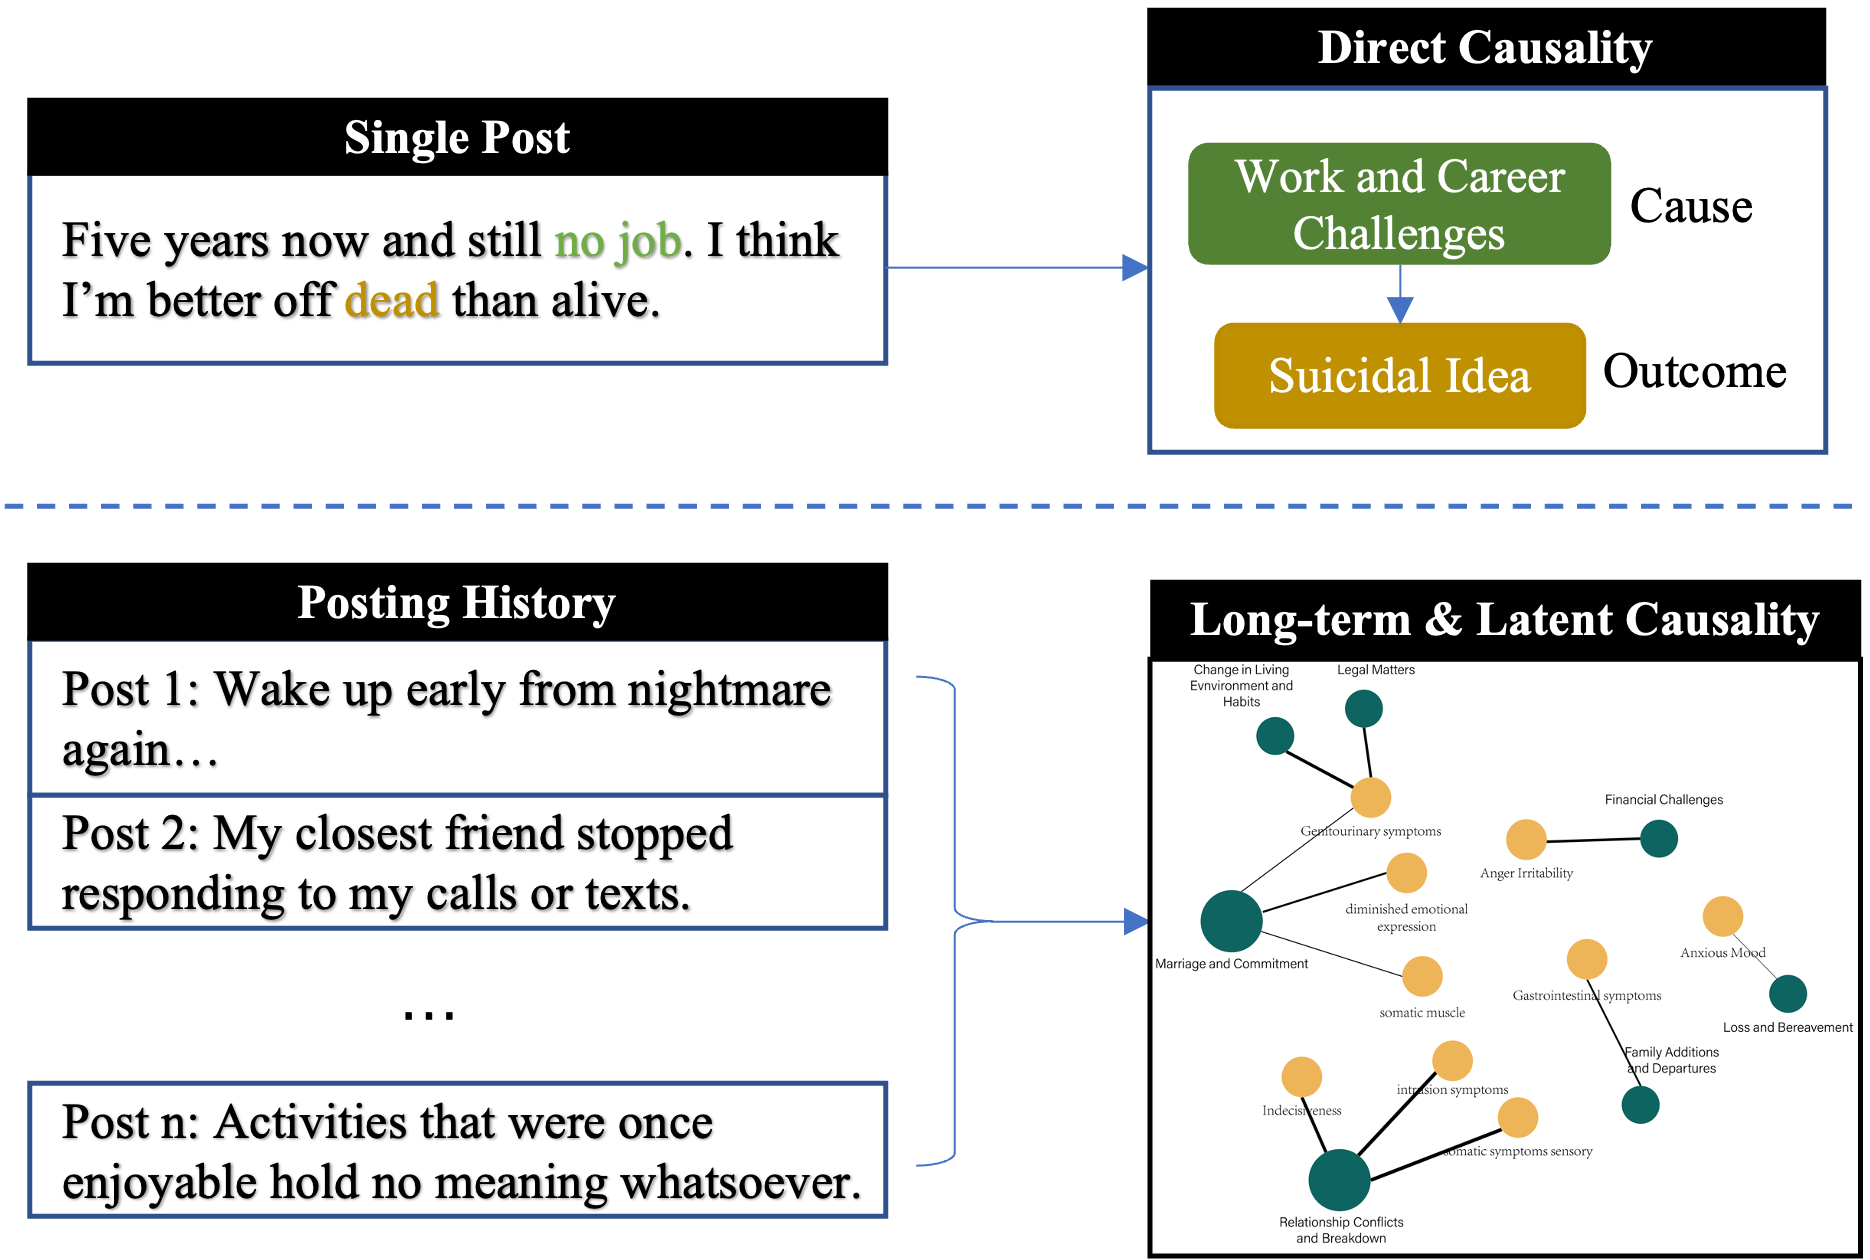 Single Post
Five years now and still no job. I think
I'm better off dead than alive.
Direct Causality
Work and Career
Challenges
Cause
Suicidal Idea
Outcome
Posting History
Post 1: Wake up early from nightmare
again…
Post 2: My closest friend stopped
responding to my calls or texts.
…
Post n: Activities that were once
enjoyable hold no meaning whatsoever.
Long-term & Latent Causality
Change in Living
Evnvironment and
Habits
Legal Matters
Genitourinary symptoms
Financial Challenges
Anger Irritability
diminished emotional
expression
Marriage and Commitment
Anxious Mood
Gastrointestinal symptoms
somatic muscle
Loss and Bereavement
Family Additions
and Departures
intrusion symptoms
Indecisiveness
somatic symptoms sensory
Relationship Conflicts
and Breakdown